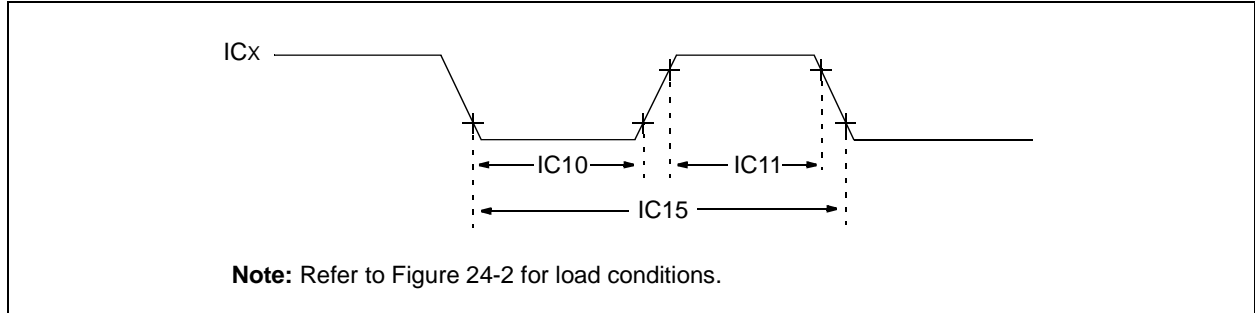 ICx
IC10
IC11
IC15
Note: Refer to Figure 24-2 for load conditions.